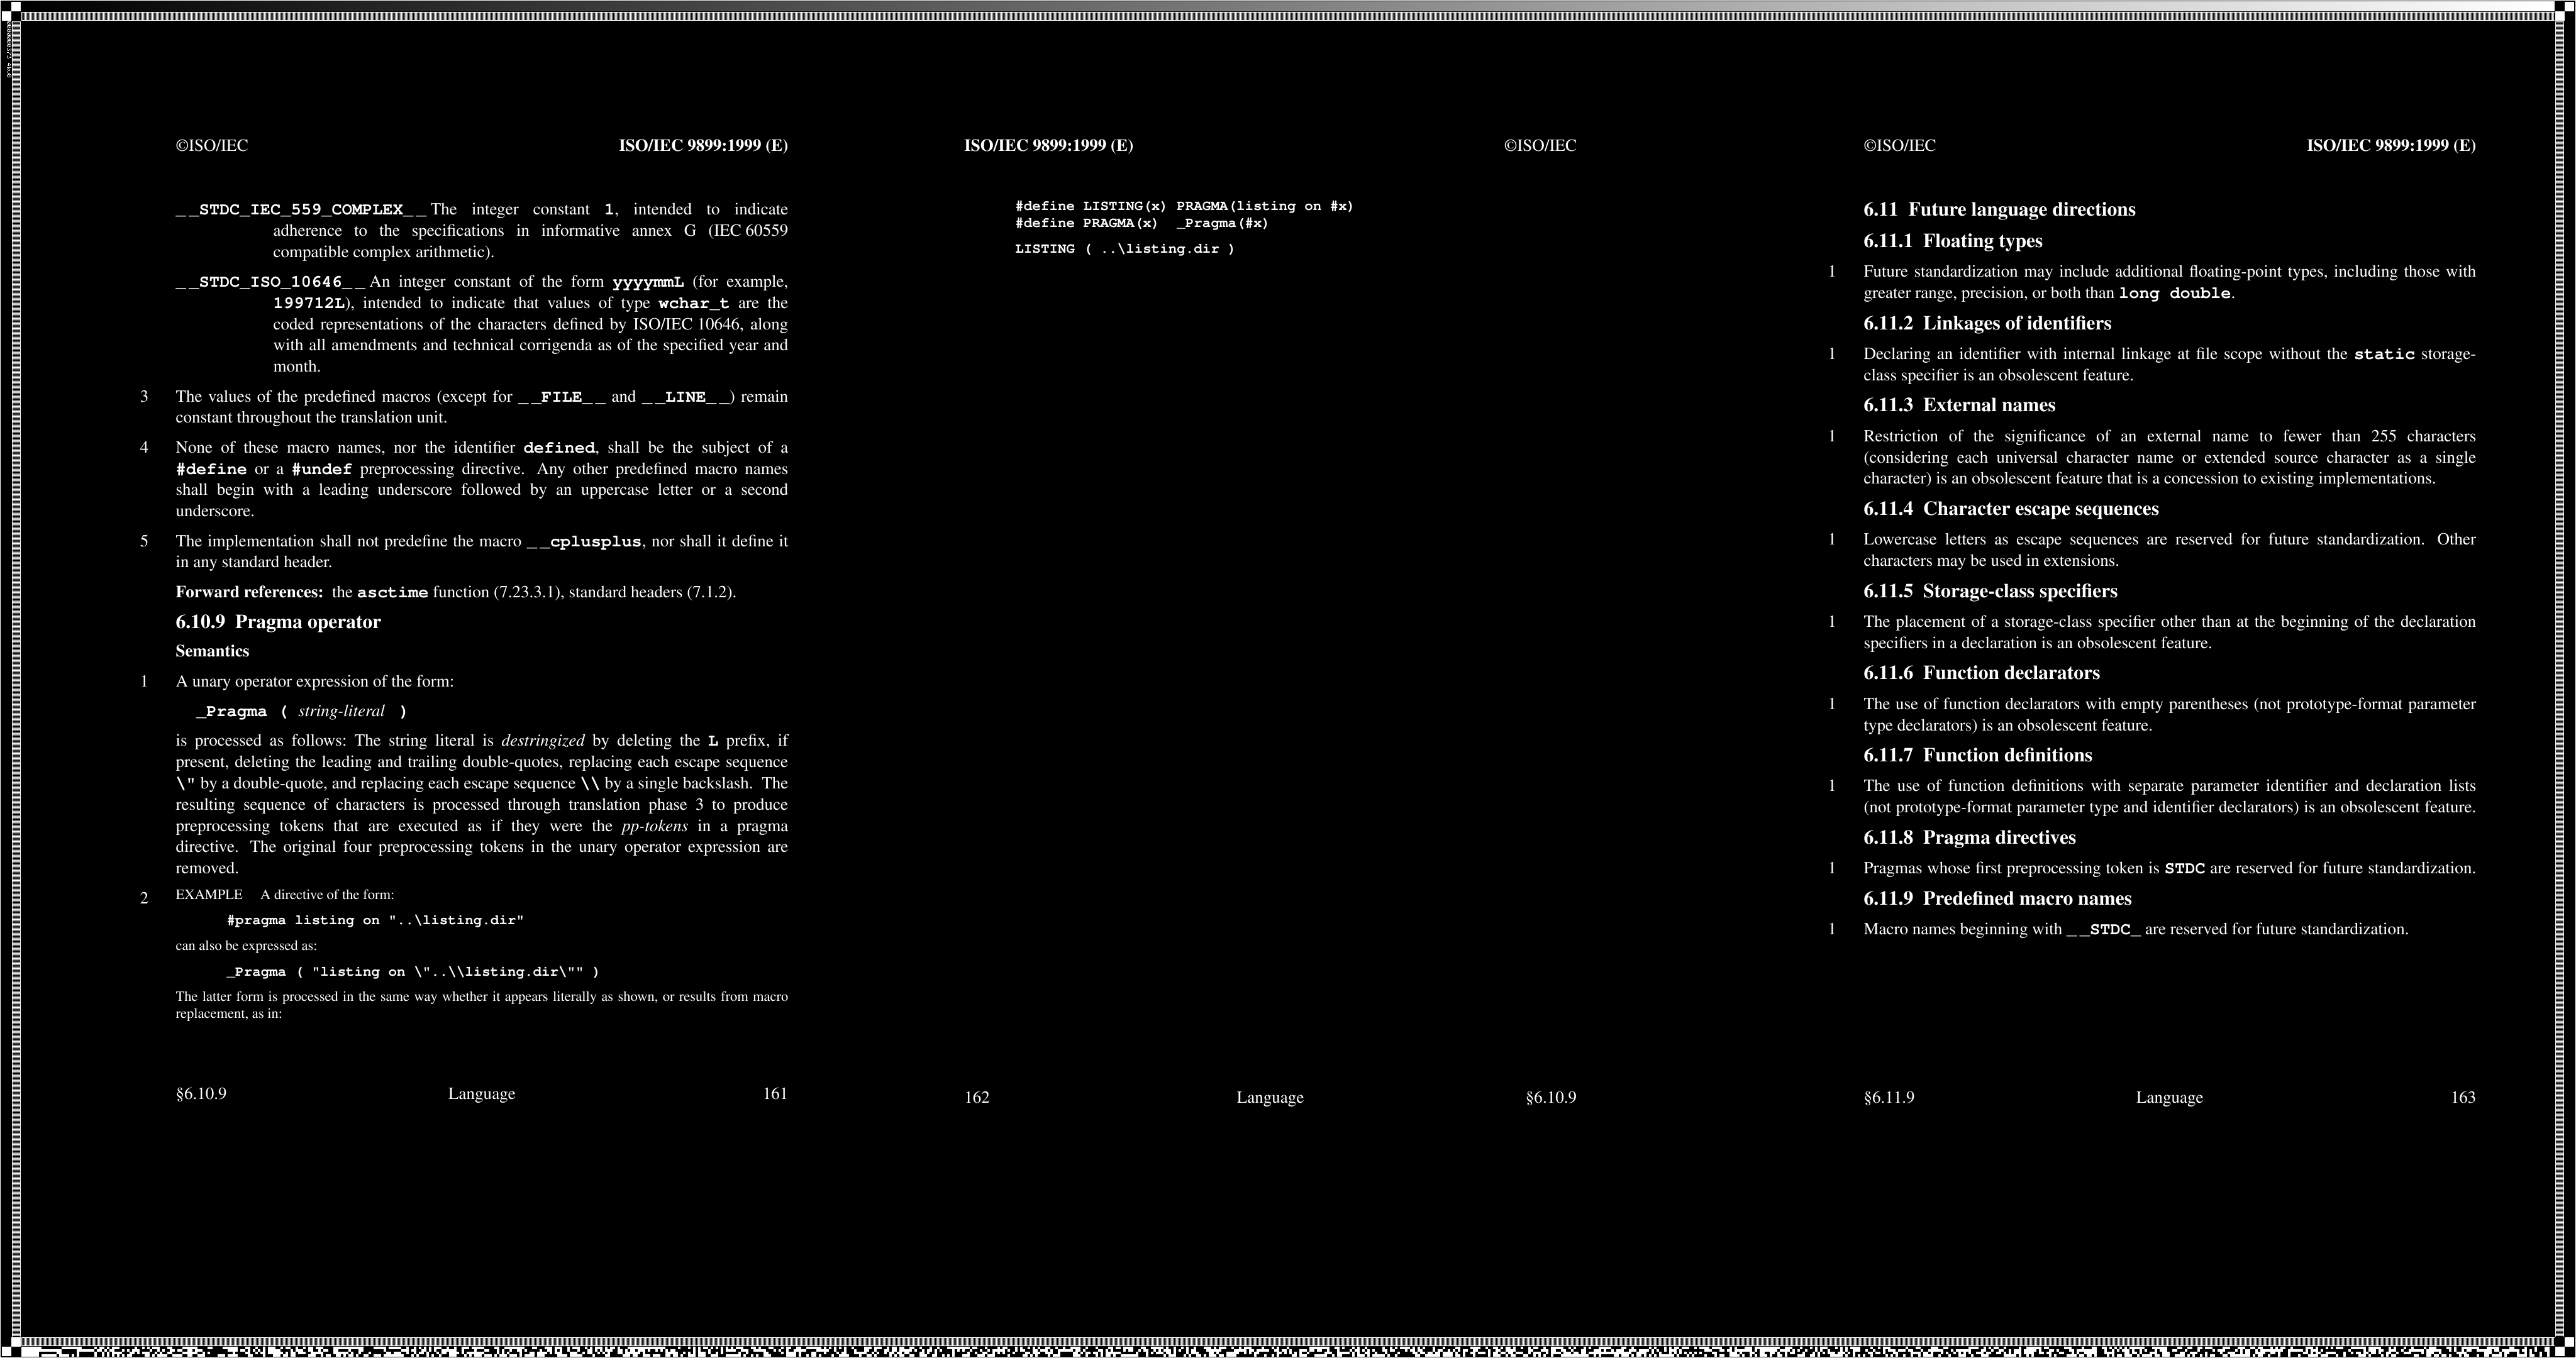 ©ISO/IEC ISO/IEC 9899:1999 (E)
__STDC_IEC_559_COMPLEX__ The integer constant 1, intended to indicate
adherence to the specifications in informative annex G (IEC 60559
compatible complex arithmetic).
__STDC_ISO_10646__ An integer constant of the form yyyymmL (for example,
199712L), intended to indicate that values of type wchar_t are the
coded representations of the characters defined by ISO/IEC 10646, along
with all amendments and technical corrigenda as of the specified year and
month.
3 The values of the predefined macros (except for __FILE__ and __LINE__) remain
constant throughout the translation unit.
4 None of these macro names, nor the identifier defined, shall be the subject of a
#define or a #undef preprocessing directive. Any other predefined macro names
shall begin with a leading underscore followed by an uppercase letter or a second
underscore.
5 The implementation shall not predefine the macro __cplusplus, nor shall it define it
in any standard header.
Forward references: the asctime function (7.23.3.1), standard headers (7.1.2).
6.10.9 Pragma operator
Semantics
1 A unary operator expression of the form:
_Pragma ( string-literal )
is processed as follows: The string literal is destringized by deleting the L prefix, if
present, deleting the leading and trailing double-quotes, replacing each escape sequence
\" by a double-quote, and replacing each escape sequence \\ by a single backslash. The
resulting sequence of characters is processed through translation phase 3 to produce
preprocessing tokens that are executed as if they were the pp-tokens in a pragma
directive. The original four preprocessing tokens in the unary operator expression are
removed.
2 EXAMPLE A directive of the form:
#pragma listing on "..\listing.dir"
can also be expressed as:
_Pragma ( "listing on \"..\\listing.dir\"" )
The latter form is processed in the same way whether it appears literally as shown, or results from macro
replacement, as in:
§6.10.9 Language 161
ISO/IEC 9899:1999 (E) ©ISO/IEC
#define LISTING(x) PRAGMA(listing on #x)
#define PRAGMA(x) _Pragma(#x)
LISTING ( ..\listing.dir )
162 Language §6.10.9
©ISO/IEC ISO/IEC 9899:1999 (E)
6.11 Future language directions
6.11.1 Floating types
1 Future standardization may include additional floating-point types, including those with
greater range, precision, or both than long double.
6.11.2 Linkages of identifiers
1 Declaring an identifier with internal linkage at file scope without the static storage-
class specifier is an obsolescent feature.
6.11.3 External names
1 Restriction of the significance of an external name to fewer than 255 characters
(considering each universal character name or extended source character as a single
character) is an obsolescent feature that is a concession to existing implementations.
6.11.4 Character escape sequences
1 Lowercase letters as escape sequences are reserved for future standardization. Other
characters may be used in extensions.
6.11.5 Storage-class specifiers
1 The placement of a storage-class specifier other than at the beginning of the declaration
specifiers in a declaration is an obsolescent feature.
6.11.6 Function declarators
1 The use of function declarators with empty parentheses (not prototype-format parameter
type declarators) is an obsolescent feature.
6.11.7 Function definitions
1 The use of function definitions with separate parameter identifier and declaration lists
(not prototype-format parameter type and identifier declarators) is an obsolescent feature.
6.11.8 Pragma directives
1 Pragmas whose first preprocessing token is STDC are reserved for future standardization.
6.11.9 Predefined macro names
1 Macro names beginning with __STDC_ are reserved for future standardization.
§6.11.9 Language 163